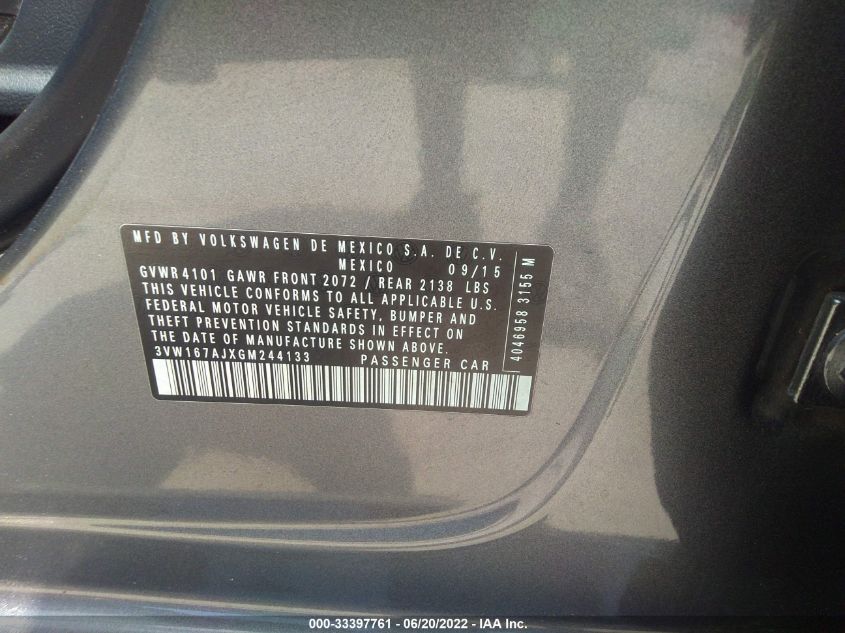 MFD BY VOLKSWAGEN DE MEXICO S.A. DE C.V.
MEXICO 09/15
GVWR 4101 GAWR FRONT 2072 / REAR 2138 LBS
THIS VEHICLE CONFORMS TO ALL APPLICABLE U.S.
FEDERAL MOTOR VEHICLE SAFETY, BUMPER AND
THEFT PREVENTION STANDARDS IN EFFECT ON
THE DATE OF MANUFACTURE SHOWN ABOVE.
3VW167AJXGM244133 PASSENGER CAR
4046958 3155 M
000-33397761 - 06/20/2022 - IAA Inc.